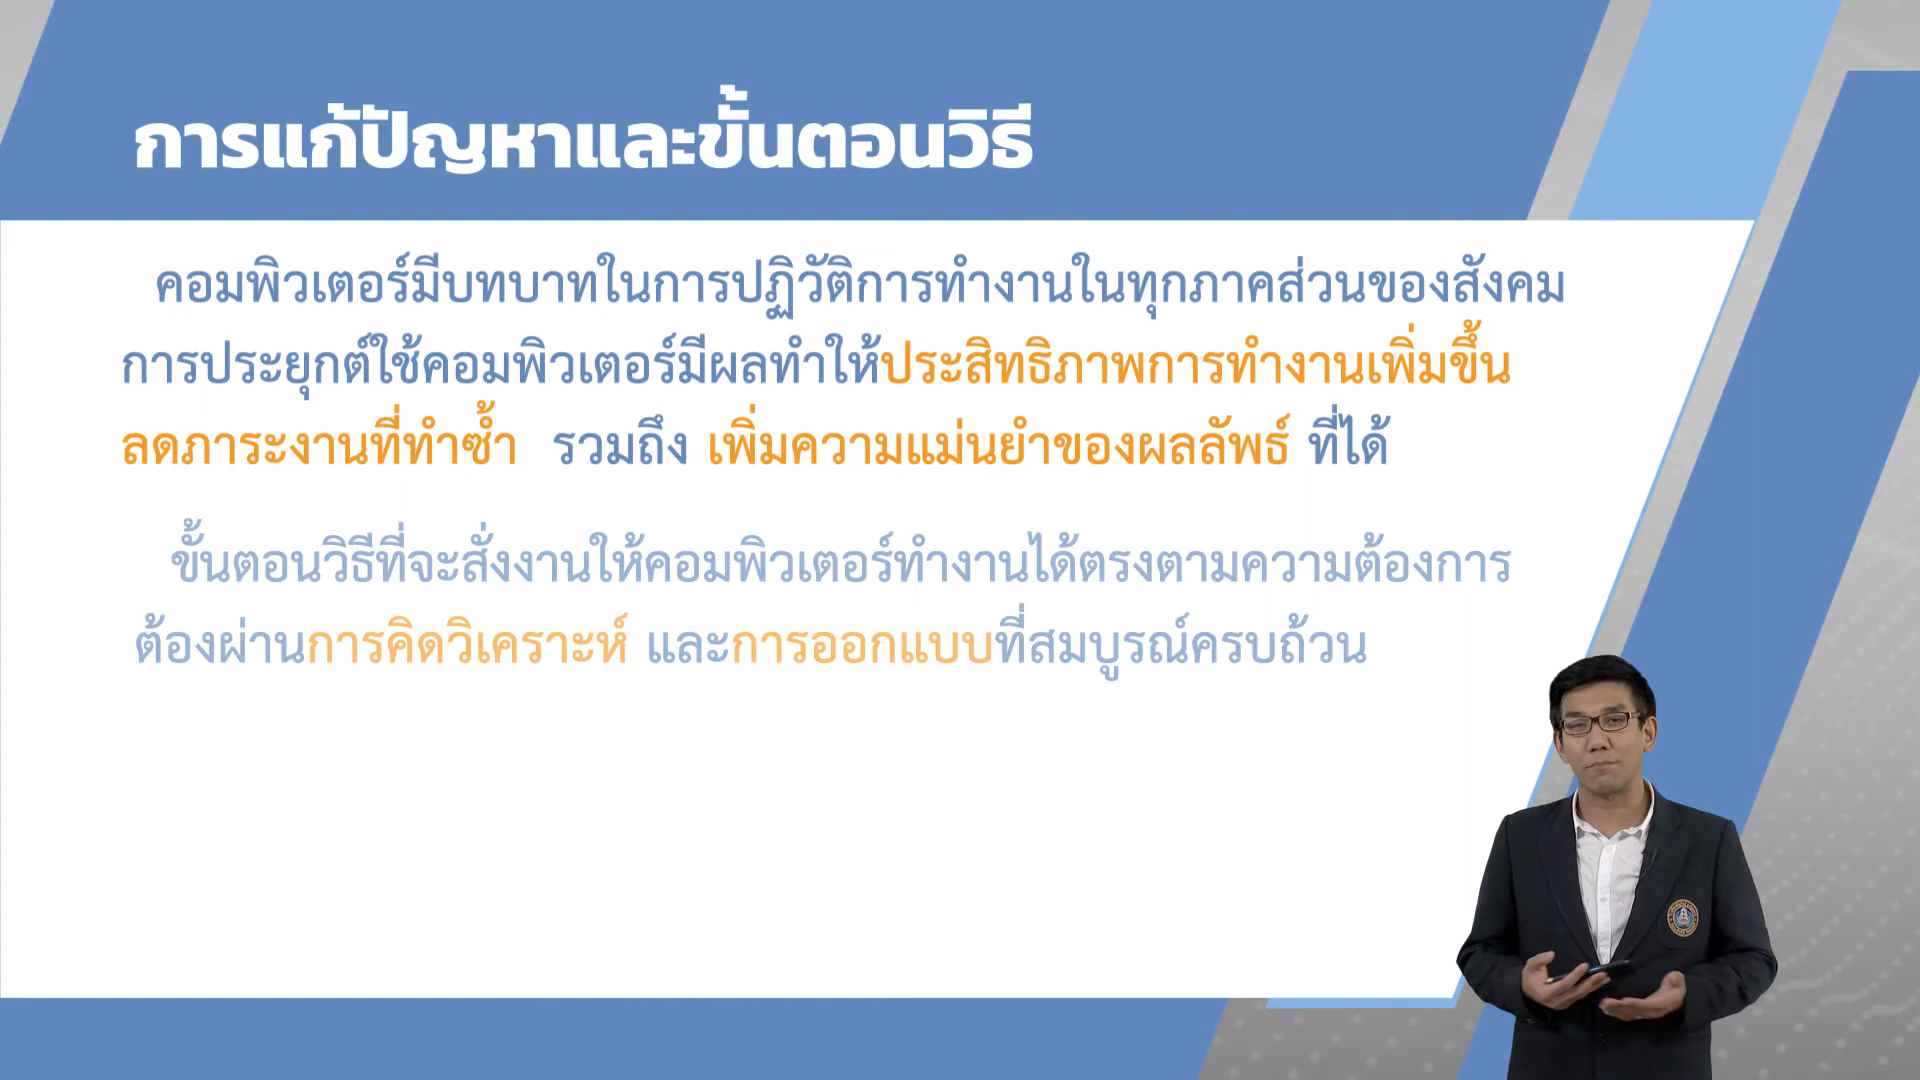 การแก้ปัญหาและขั้นตอนวิธี
คอมพิวเตอร์มีบทบาทในการปฏิวัติการทำงานในทุกภาคส่วนของสังคม
การประยุกต์ใช้คอมพิวเตอร์มีผลทำให้ประสิทธิภาพการทำงานเพิ่มขึ้น
ลดภาระงานที่ทำซ้ำ รวมถึง เพิ่มความแม่นยำของผลลัพธ์ ที่ได้
ขั้นตอนวิธีที่จะสั่งงานให้คอมพิวเตอร์ทำงานได้ตรงตามความต้องการ
ต้องผ่านการคิดวิเคราะห์ และการออกแบบที่สมบูรณ์ครบถ้วน